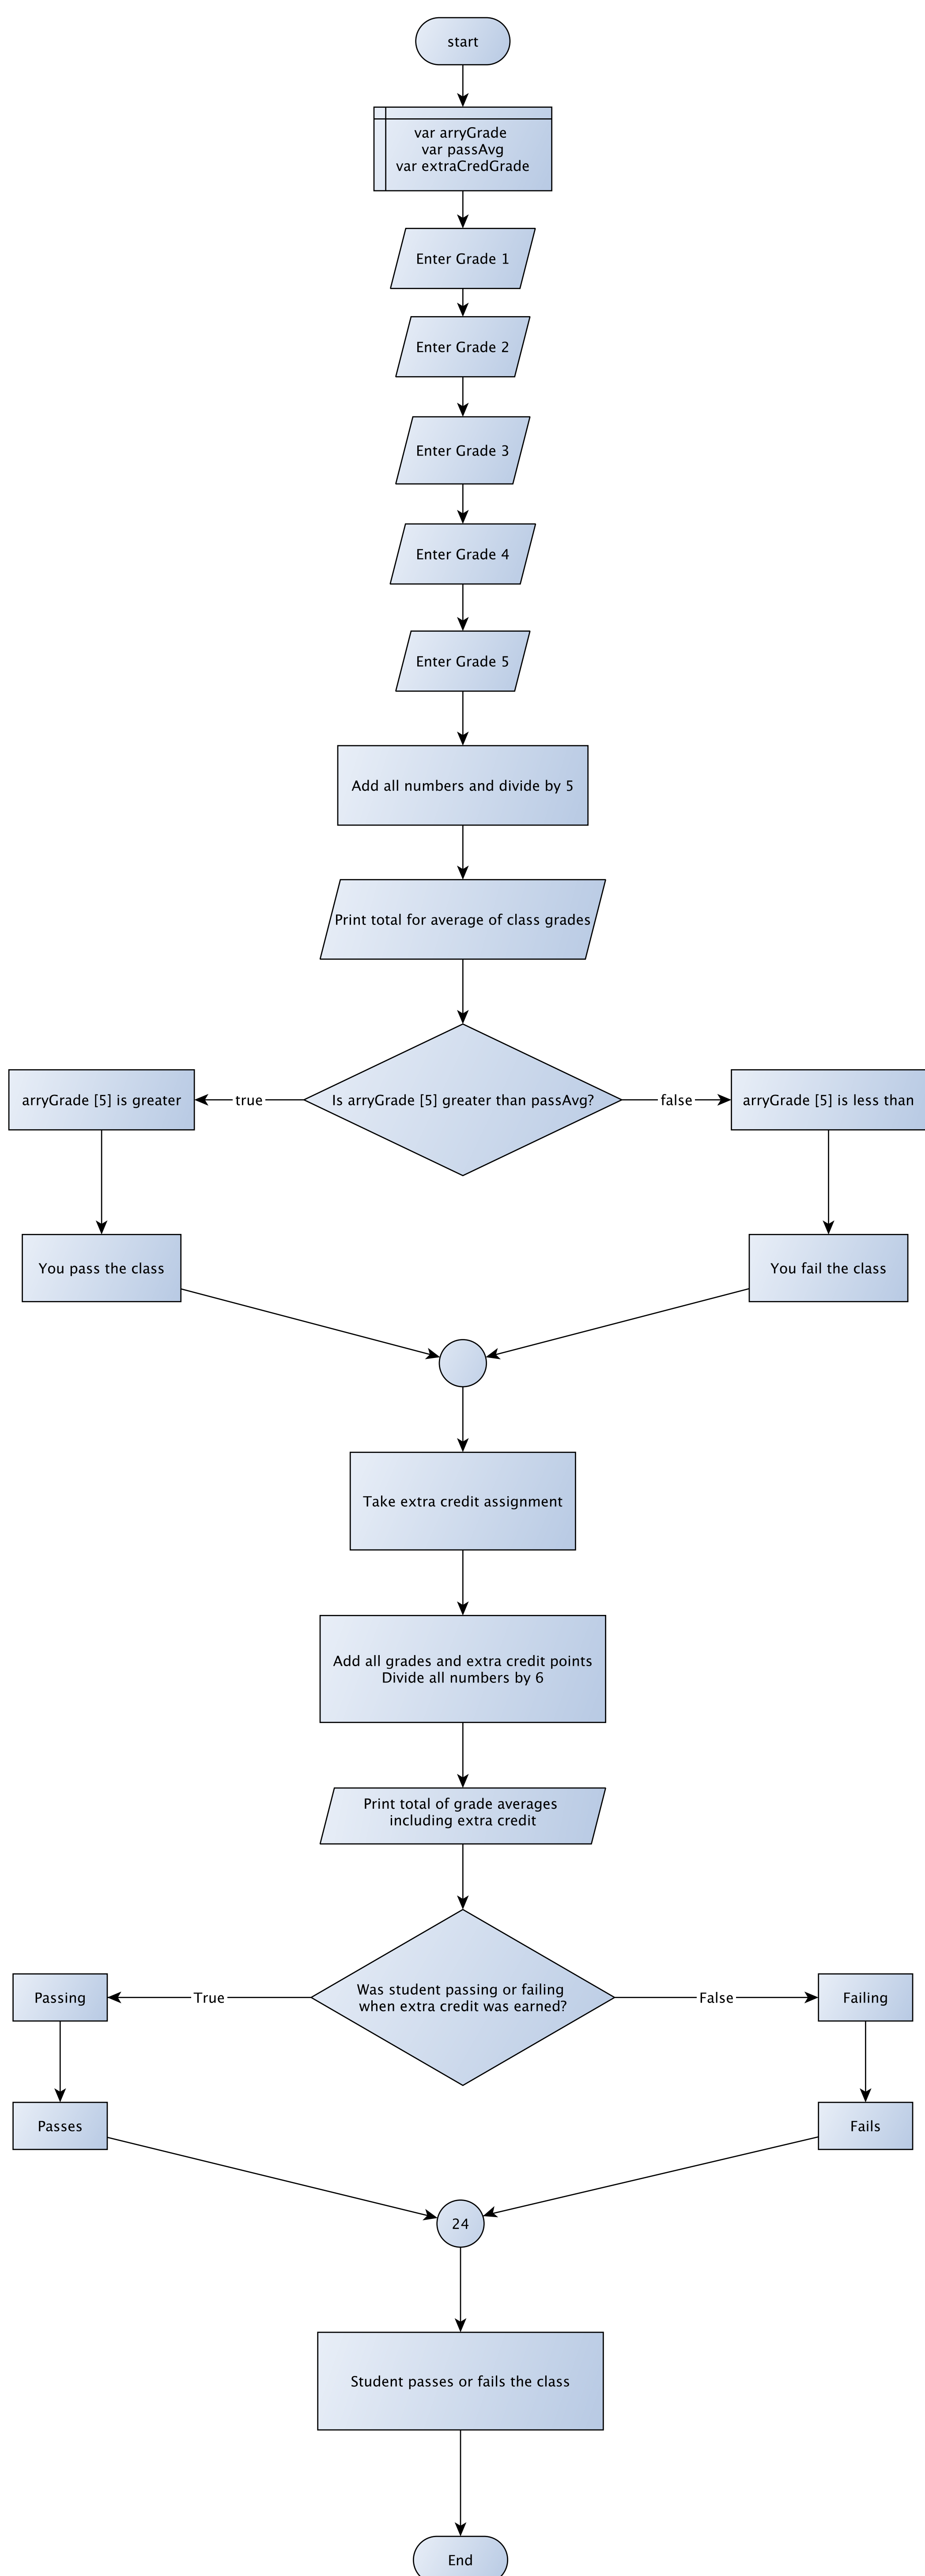 start
var arryGrade
var passAvg
var extraCredGrade
Enter Grade 1
Enter Grade 2
Enter Grade 3
Enter Grade 4
Enter Grade 5
Add all numbers and divide by 5
Print total for average of class grades
arryGrade [5] is greater
true
Is arryGrade [5] greater than passAvg?
false
arryGrade [5] is less than
You pass the class
You fail the class
Take extra credit assignment
Add all grades and extra credit points
Divide all numbers by 6
Print total of grade averages
including extra credit
Passing
True
Was student passing or failing
when extra credit was earned?
False
Failing
Passes
Fails
24
Student passes or fails the class
End